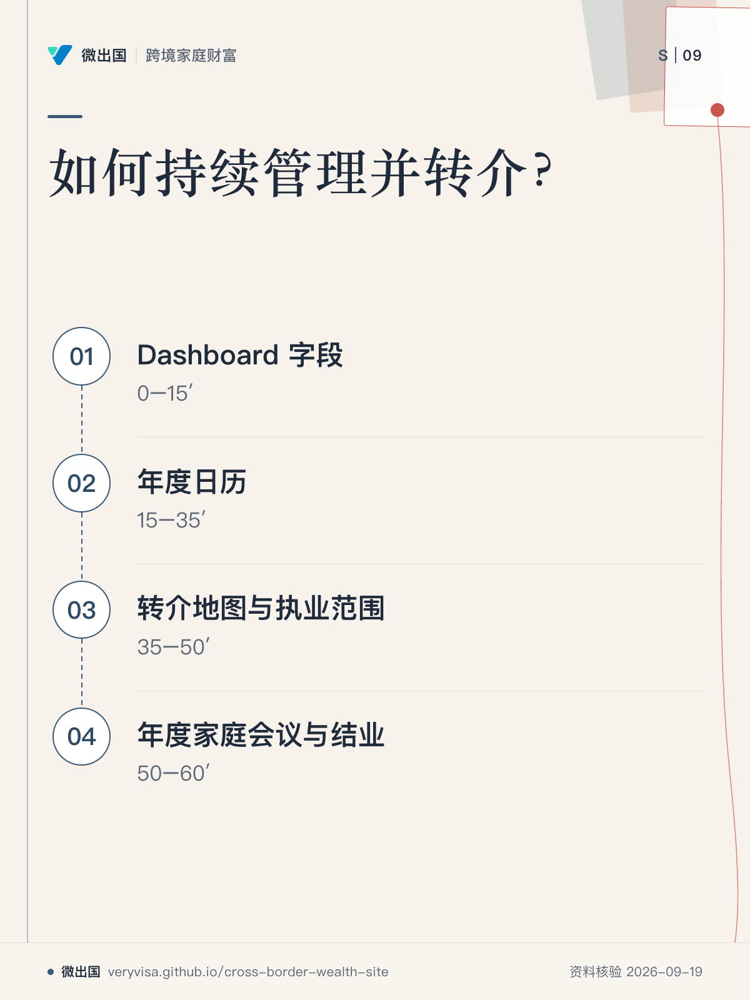 微出国 | 跨境家庭财富
S | 09
如何持续管理并转介?
01
Dashboard 字段
0—15′
02
年度日历
15—35′
03
转介地图与执业范围
35—50′
04
年度家庭会议与结业
50—60′
微出国 veryvisa.github.io/cross-border-wealth-site
资料核验 2026-09-19